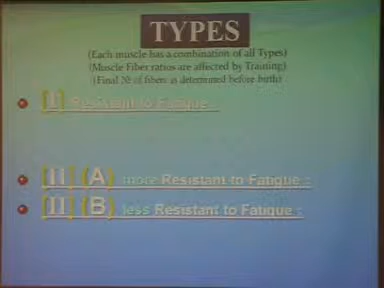 TYPES
(Each muscle has a combination of all Types)
(Muscle Fiber ratios are affected by Training)
(Final № of fibers is determined before birth)
[I] Resistant to Fatigue
[II] (A) more Resistant to Fatigue :
[II] (B) less Resistant to Fatigue :